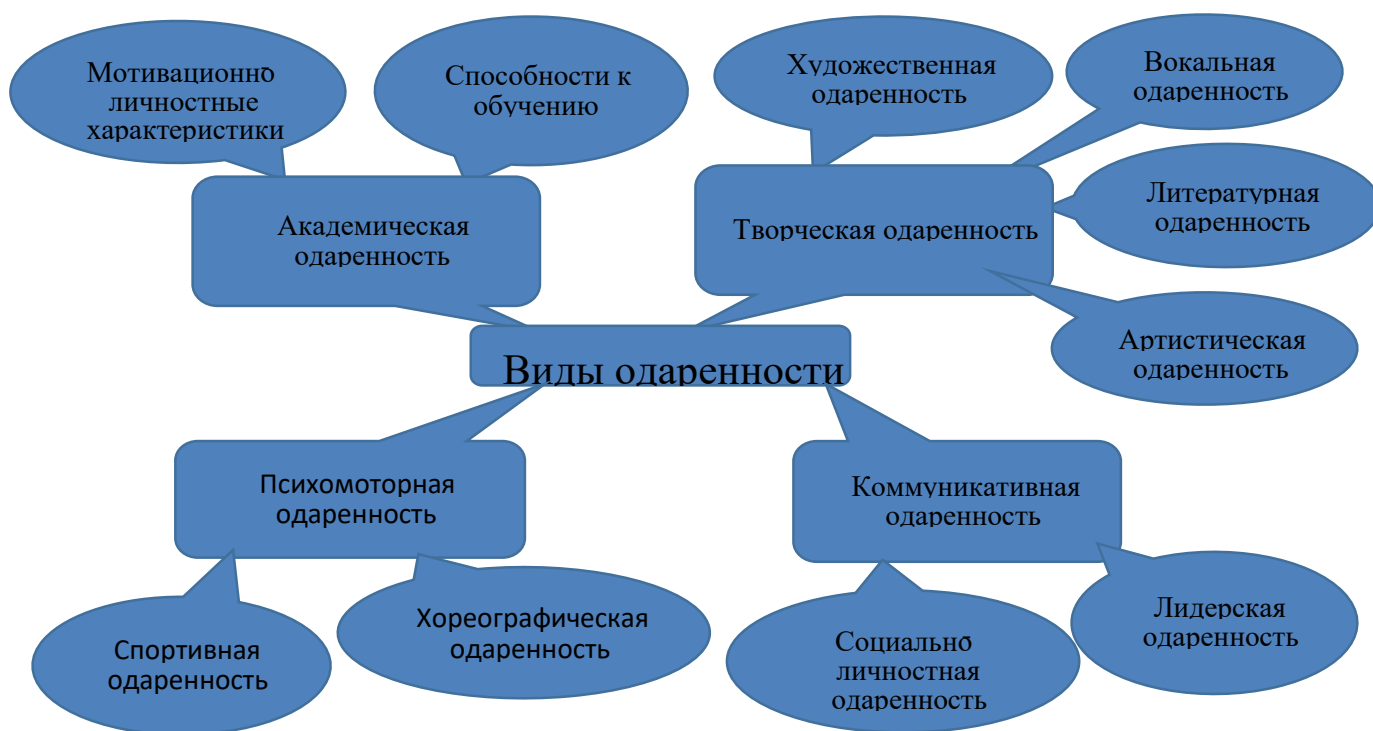 Мотивационно
личностные
характеристики
Способности к
обучению
Художественная
одаренность
Вокальная
одаренность
Литературная
одаренность
Академическая
одаренность
Творческая одаренность
Артистическая
одаренность
Виды одаренности
Психомоторная
одаренность
Коммуникативная
одаренность
Спортивная
одаренность
Хореографическая
одаренность
Социально
личностная
одаренность
Лидерская
одаренность